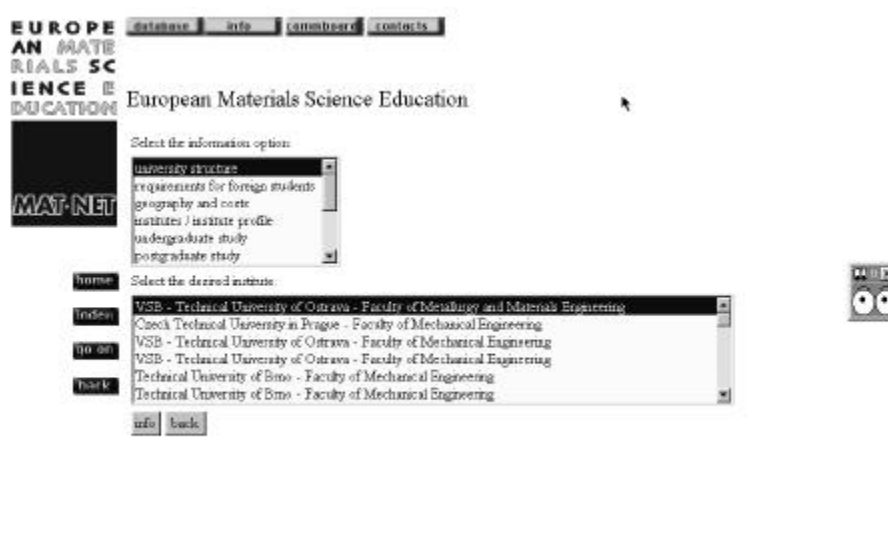 EUROPE
AN MATE
RIALS SC
IENCE E
DUCATION
MAT-NET
database info commboard contacts
European Materials Science Education
Select the information option:
university structure
requirements for foreign students
geography and costs
institutes / institute profile
undergraduate study
postgraduate study
home
index
go on
back
Select the desired institute:
VSB - Technical University of Ostrava - Faculty of Metallurgy and Materials Engineering
Czech Technical University in Prague - Faculty of Mechanical Engineering
VSB - Technical University of Ostrava - Faculty of Mechanical Engineering
VSB - Technical University of Ostrava - Faculty of Mechanical Engineering
Technical University of Brno - Faculty of Mechanical Engineering
Technical University of Brno - Faculty of Mechanical Engineering
info back